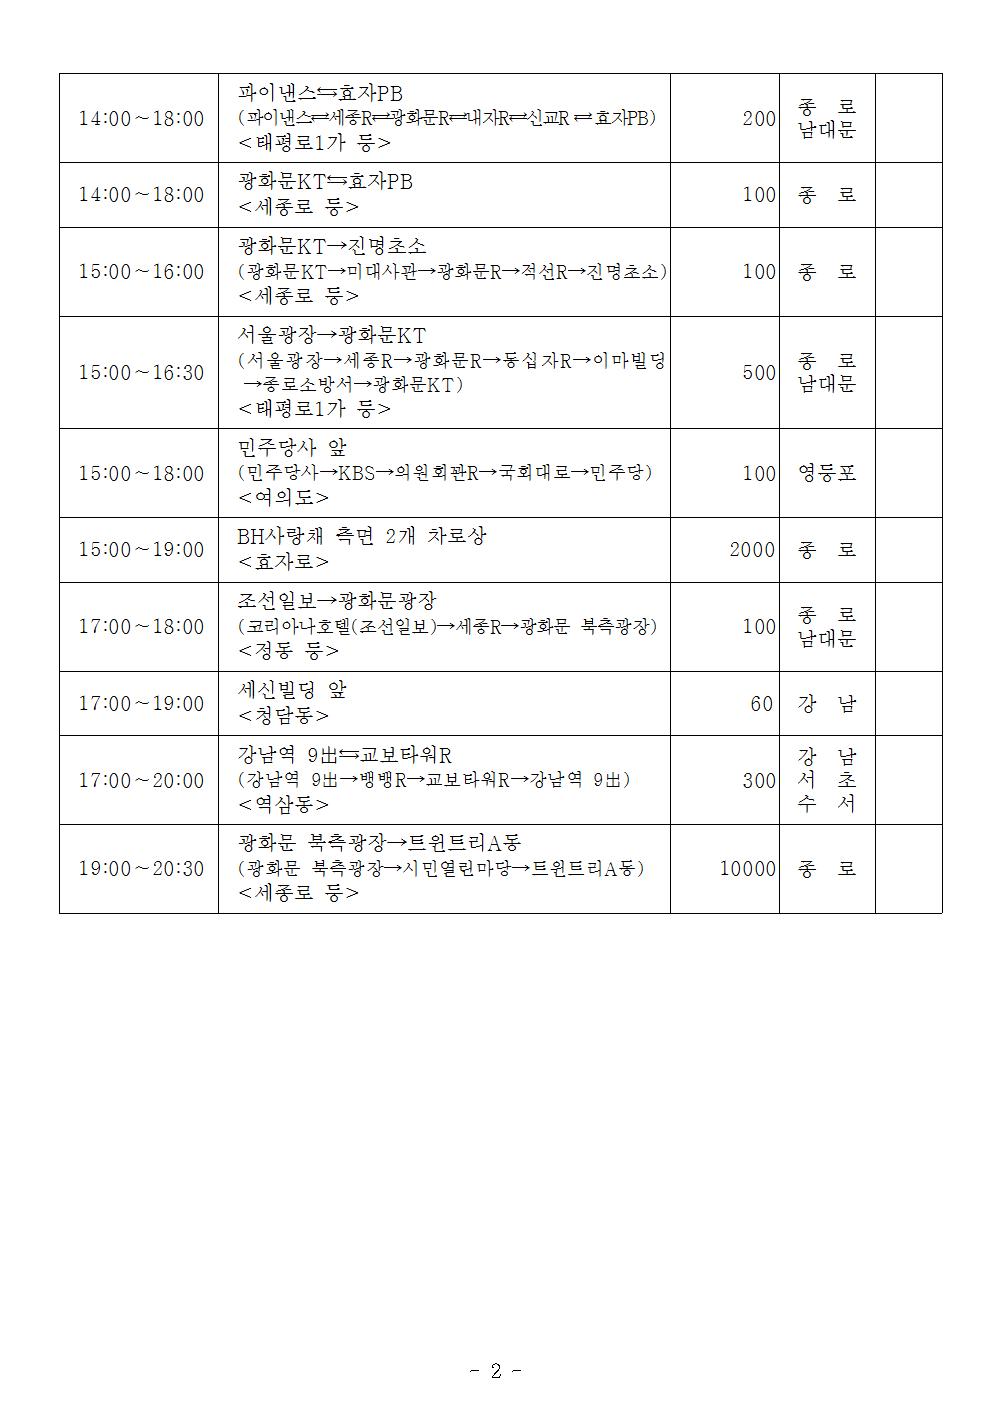 14:00～18:00
파이낸스⇆효자PB
(파이낸스⇄세종R⇄광화문R⇄내자R⇄신교R ⇄ 효자PB)
<태평로1가 등>
200
종 로
남대문
14:00～18:00
광화문KT⇆효자PB
<세종로 등>
100
종 로
15:00～16:00
광화문KT→진명초소
(광화문KT→미대사관→광화문R→적선R→진명초소)
<세종로 등>
100
종 로
15:00～16:30
서울광장→광화문KT
(서울광장→세종R→광화문R→동십자R→이마빌딩
→종로소방서→광화문KT)
<태평로1가 등>
500
종 로
남대문
15:00～18:00
민주당사 앞
(민주당사→KBS→의원회관R→국회대로→민주당)
<여의도>
100
영등포
15:00～19:00
BH사랑채 측면 2개 차로상
<효자로>
2000
종 로
17:00～18:00
조선일보→광화문광장
(코리아나호텔(조선일보)→세종R→광화문 북측광장)
<정동 등>
100
종 로
남대문
17:00～19:00
세신빌딩 앞
<청담동>
60
강 남
17:00～20:00
강남역 9出⇆교보타워R
(강남역 9出→뱅뱅R→교보타워R→강남역 9出)
<역삼동>
300
강 남
서 초
수 서
19:00～20:30
광화문 북측광장→트윈트리A동
(광화문 북측광장→시민열린마당→트윈트리A동)
<세종로 등>
10000
종 로
- 2 -